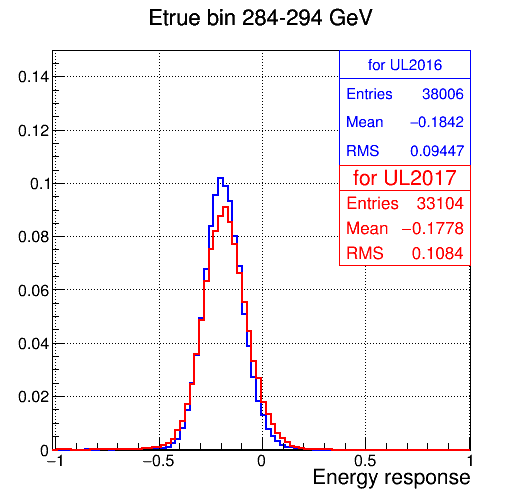 Etrue bin 284-294 GeV
for UL2016
Entries 38006
Mean −0.1842
RMS 0.09447
for UL2017
Entries 33104
Mean −0.1778
RMS 0.1084
0.14
0.12
0.1
0.08
0.06
0.04
0.02
0
−1 −0.5 0 0.5 1
Energy response